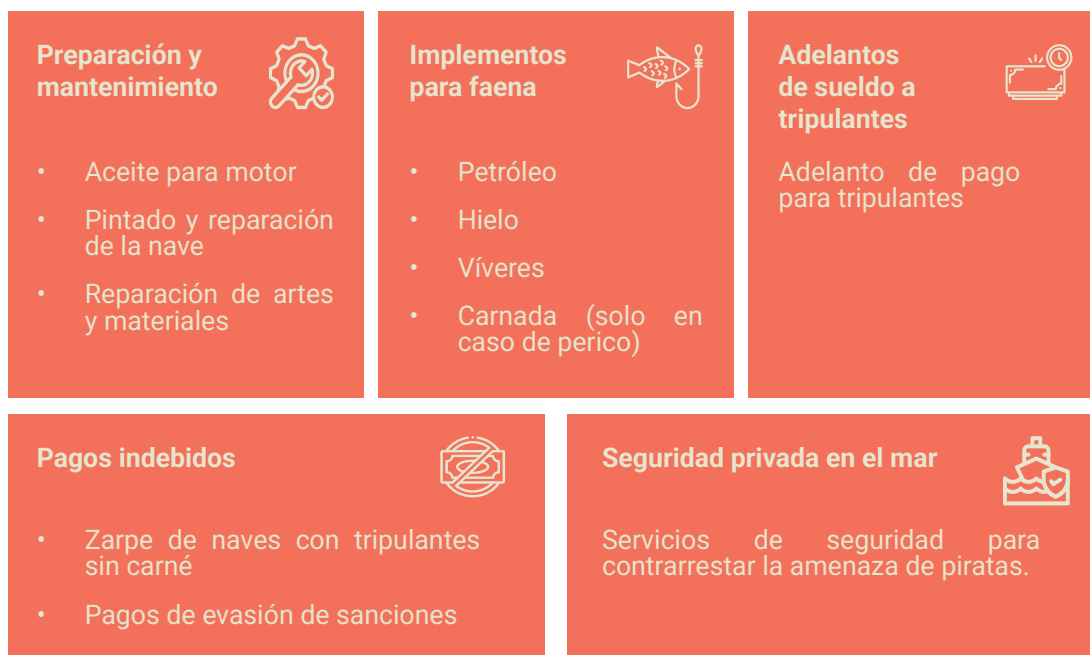 Preparación y
mantenimiento
• Aceite para motor
• Pintado y reparación
de la nave
• Reparación de artes
y materiales
Implementos
para faena
• Petróleo
• Hielo
• Víveres
• Carnada (solo en
caso de perico)
Adelantos
de sueldo a
tripulantes
Adelanto de pago
para tripulantes
Pagos indebidos
• Zarpe de naves con tripulantes
sin carné
• Pagos de evasión de sanciones
Seguridad privada en el mar
Servicios de seguridad para
contrarrestar la amenaza de piratas.